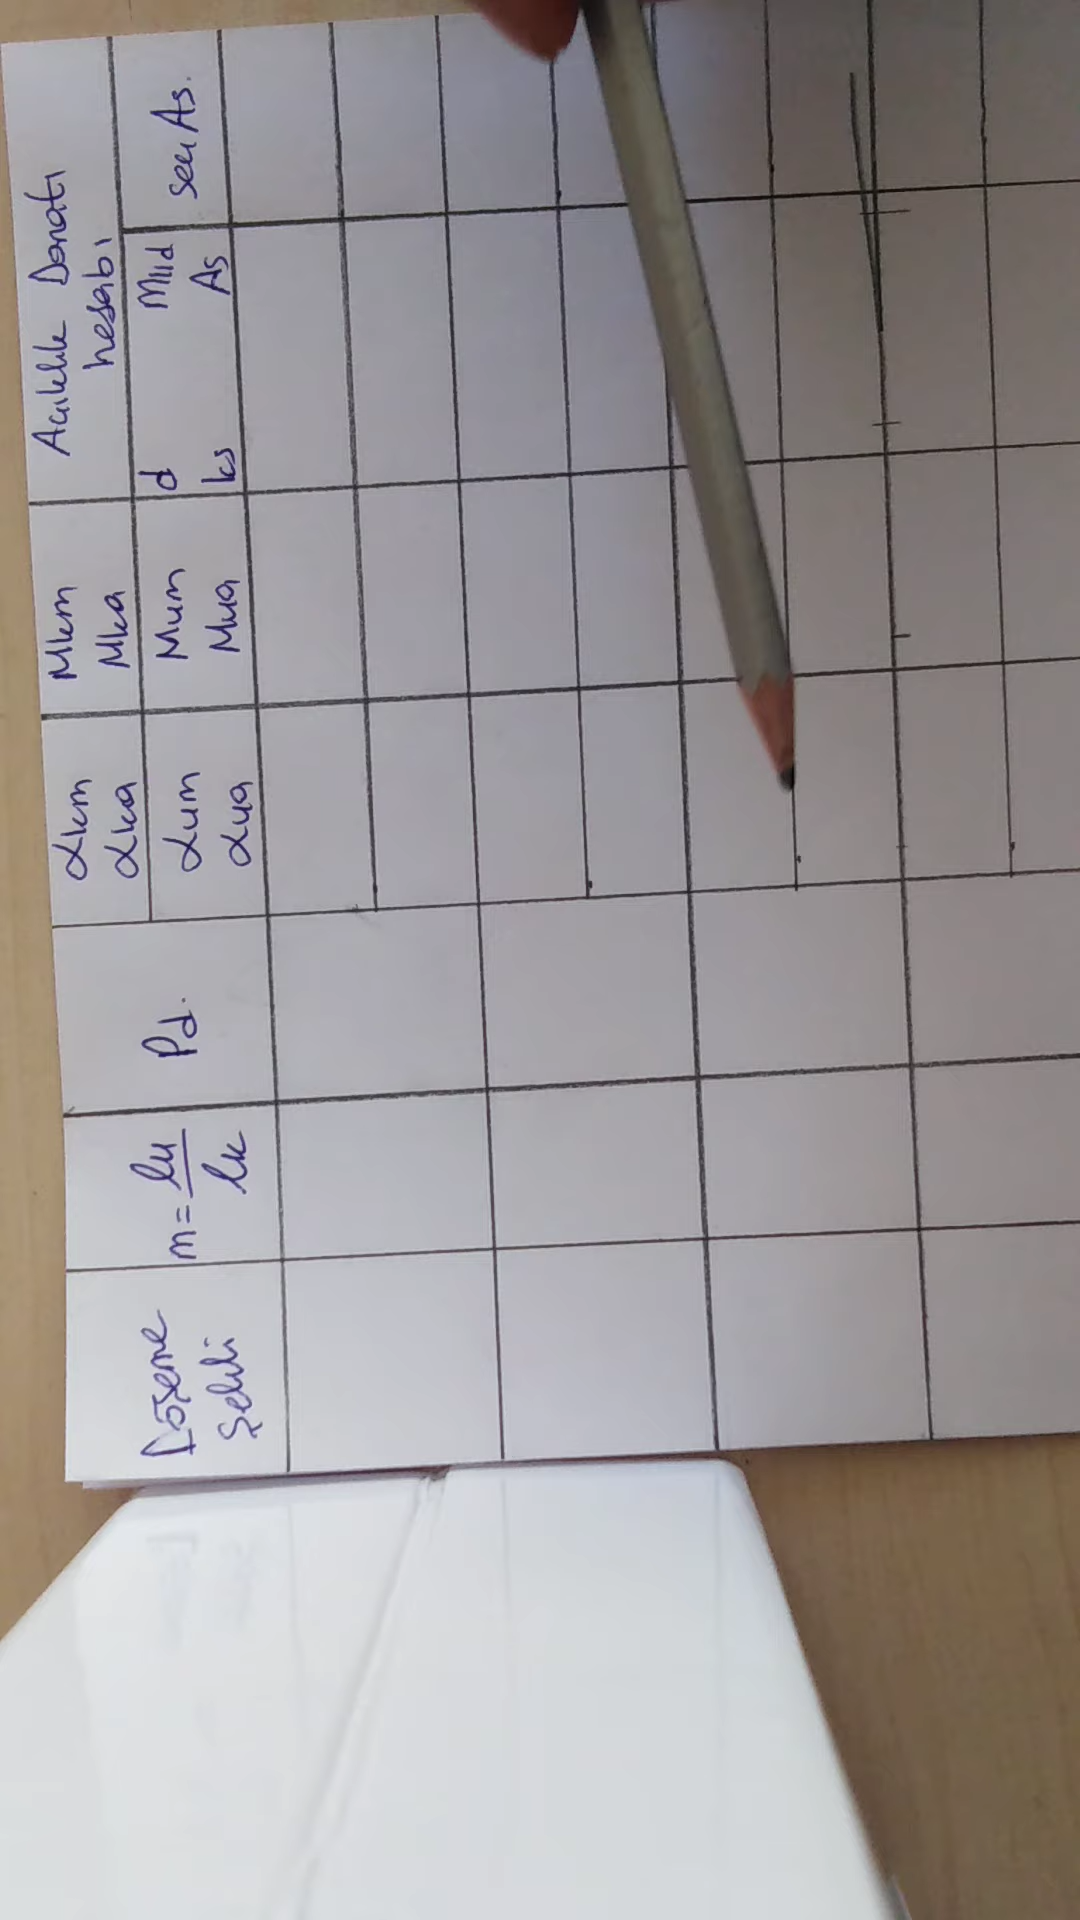 Döşeme
Şekli
m = lu
lk
Pd.
αkm
αka
αum
αua
Mkm
Mka
Mum
Mua
Açıklık Donatı
hesabı
d Mud
ks As
seç As.